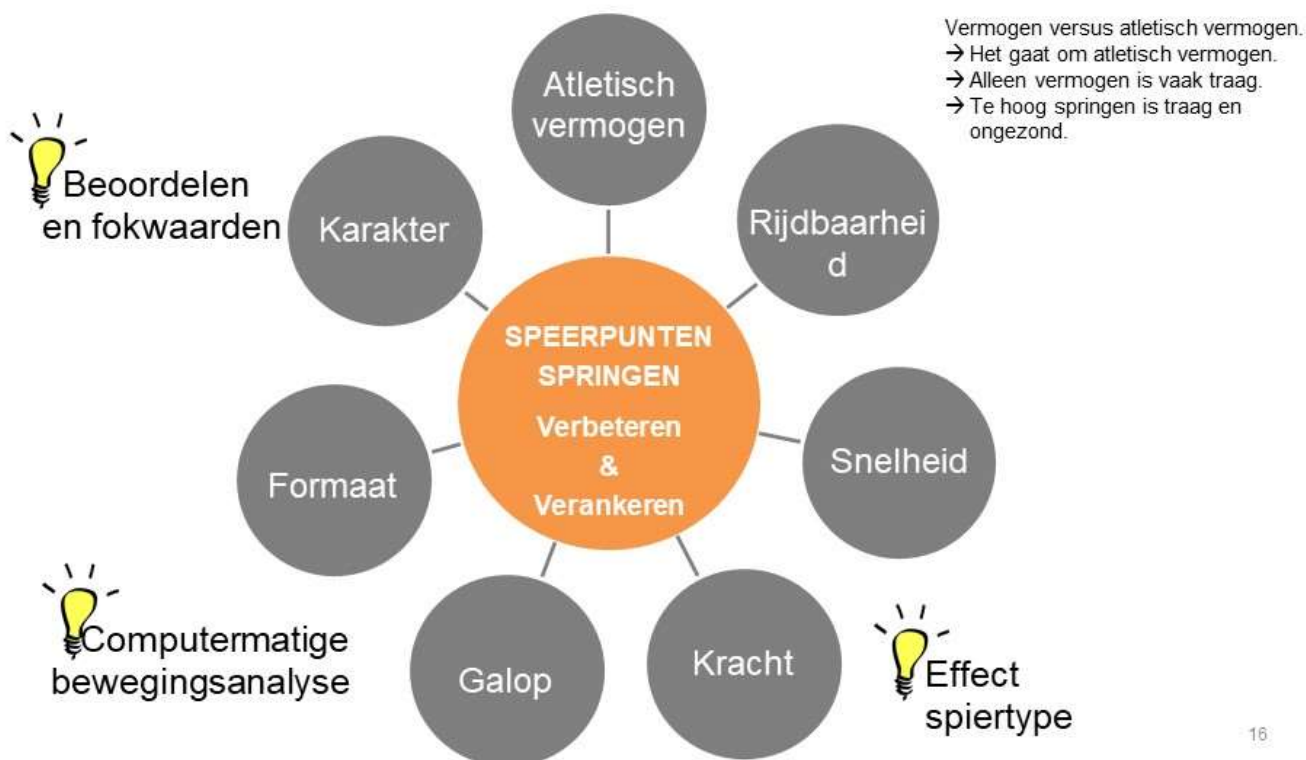 Vermogen versus atletisch vermogen.
→ Het gaat om atletisch vermogen.
→ Alleen vermogen is vaak traag.
→ Te hoog springen is traag en
ongezond.
Atletisch
vermogen
Beoordelen
en fokwaarden
Karakter
Rijdbaarhei
d
SPEERPUNTEN
SPRINGEN
Verbeteren
&
Verankeren
Formaat
Snelheid
Computermatige
bewegingsanalyse
Galop
Kracht
Effect
spiertype
16